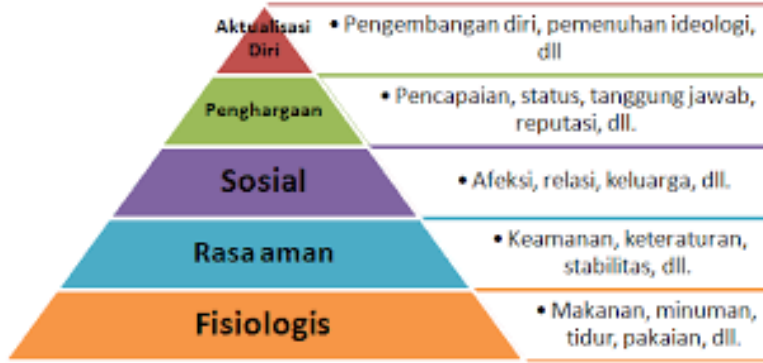 Aktualisasi
Diri
• Pengembangan diri, pemenuhan ideologi,
dll
Penghargaan
• Pencapaian, status, tanggung jawab,
reputasi, dll.
Sosial
• Afeksi, relasi, keluarga, dll.
Rasa aman
• Keamanan, keteraturan,
stabilitas, dll.
Fisiologis
• Makanan, minuman,
tidur, pakaian, dll.